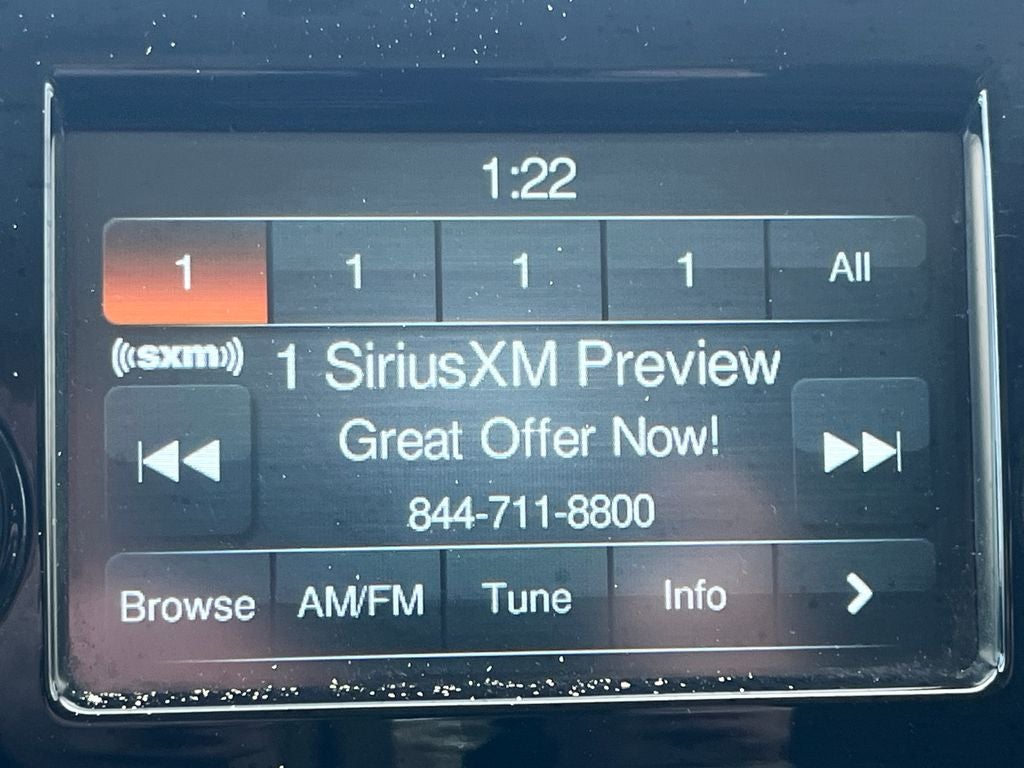 1:22
1 1 1 1 All
((sxm)) 1 SiriusXM Preview
Great Offer Now!
844-711-8800
Browse AM/FM Tune Info